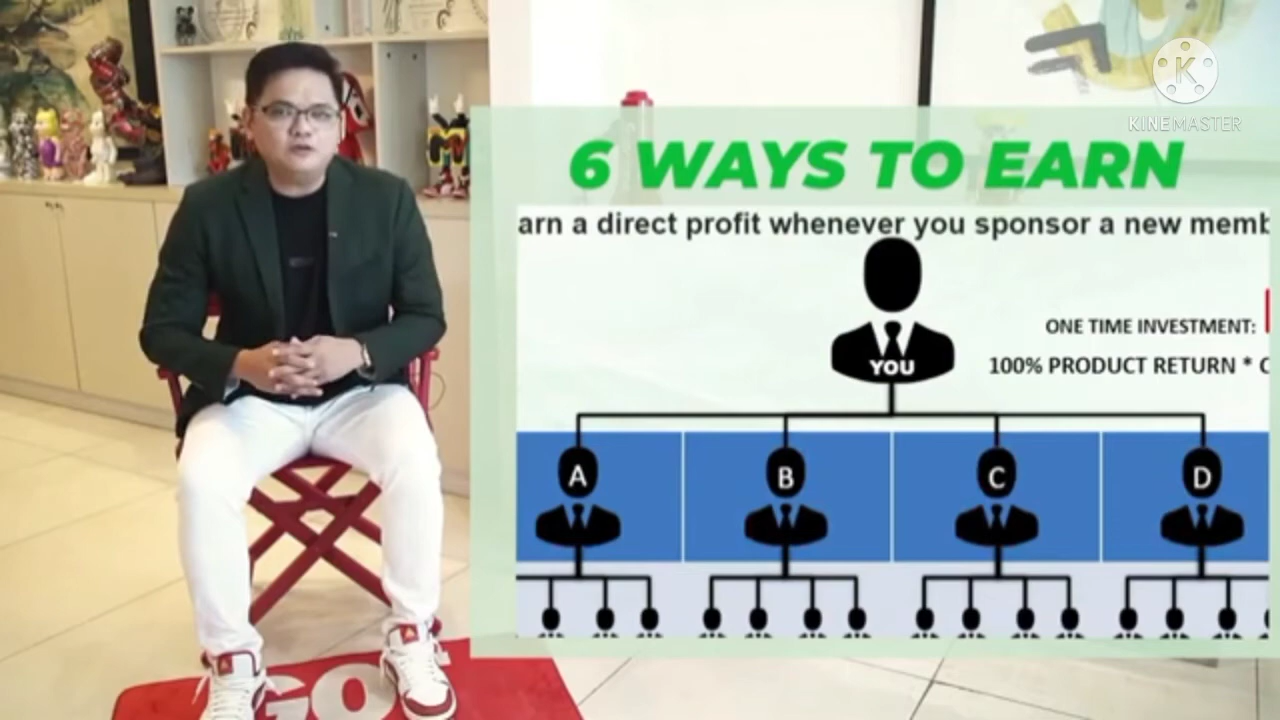 K
KINEMASTER
6 WAYS TO EARN
arn a direct profit whenever you sponsor a new memb
ONE TIME INVESTMENT:
100% PRODUCT RETURN * C
YOU
A B C D
GO